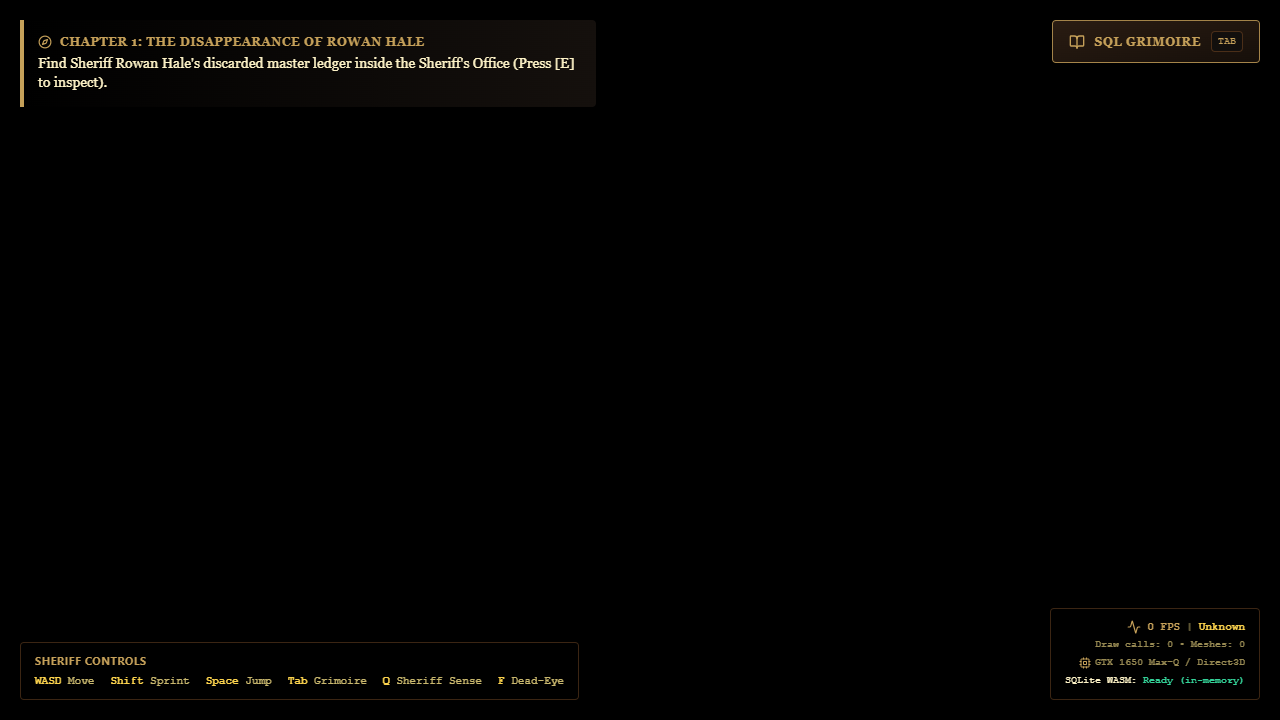 CHAPTER 1: THE DISAPPEARANCE OF ROWAN HALE
Find Sheriff Rowan Hale's discarded master ledger inside the Sheriff's Office (Press [E]
to inspect).
SQL GRIMOIRE TAB
SHERIFF CONTROLS
WASD Move Shift Sprint Space Jump Tab Grimoire Q Sheriff Sense F Dead-Eye
0 FPS | Unknown
Draw calls: 0 • Meshes: 0
GTX 1650 Max-Q / Direct3D
SQLite WASM: Ready (in-memory)